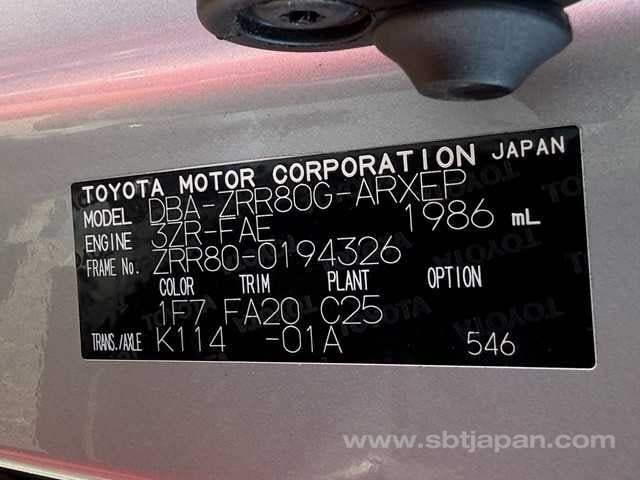 TOYOTA MOTOR CORPORATION JAPAN
MODEL DBA-ZRR80G-ARXEP
ENGINE 3ZR-FAE 1986 mL
FRAME No. ZRR80-0194326
COLOR TRIM PLANT OPTION
1F7 FA20 C25
TRANS./AXLE K114 -01A 546
www.sbtjapan.com